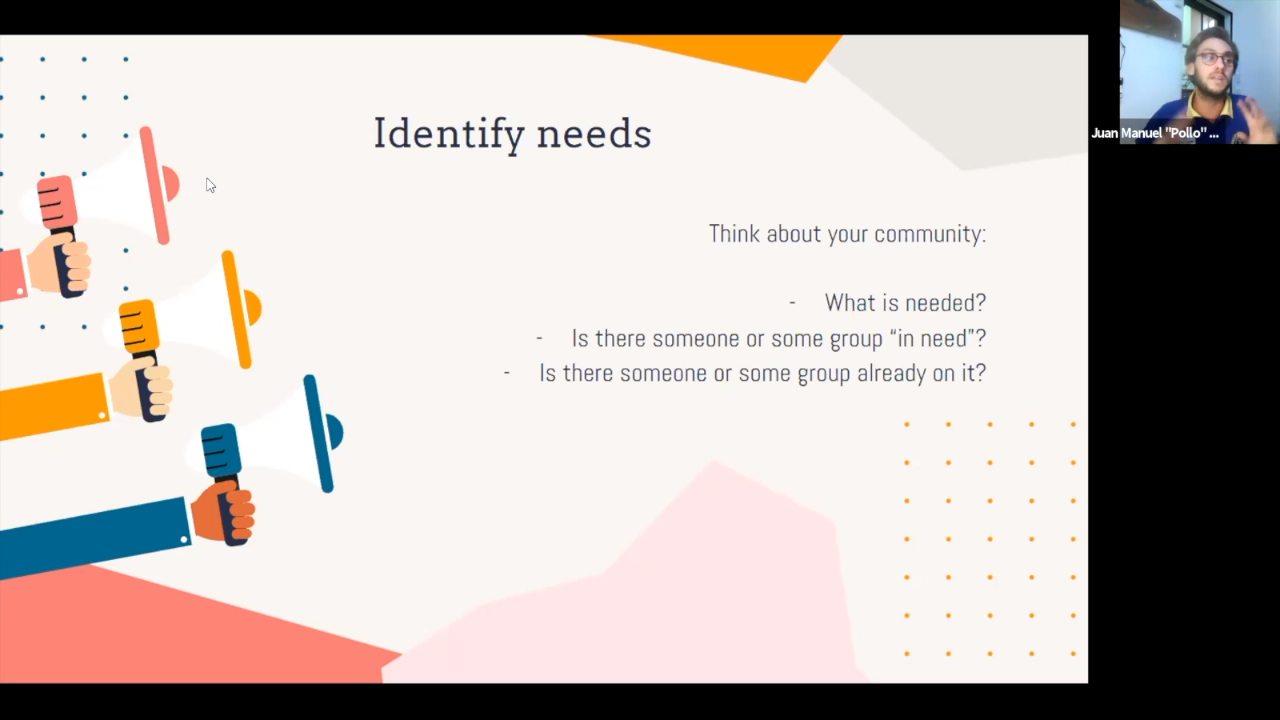 Identify needs
Think about your community:
- What is needed?
- Is there someone or some group “in need”?
- Is there someone or some group already on it?
Juan Manuel "Pollo" ...